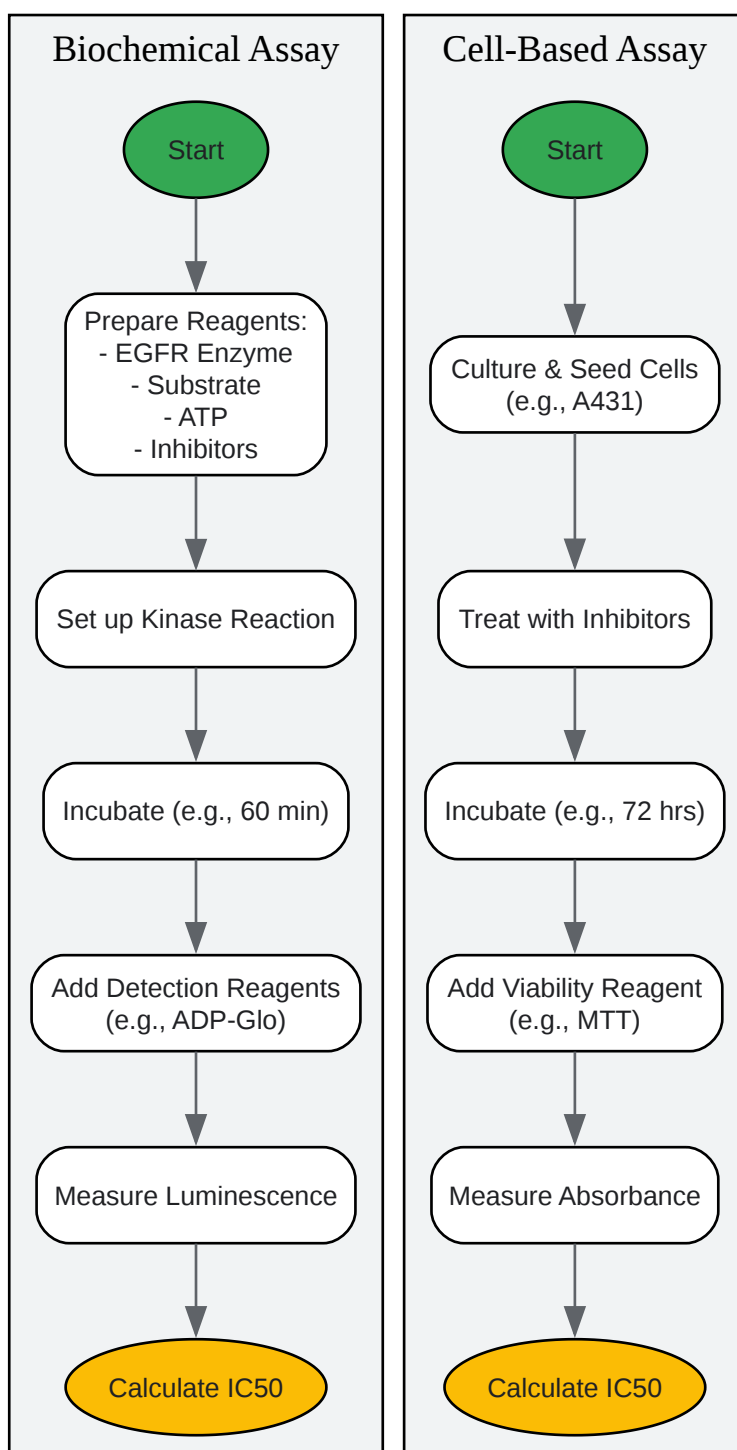 Biochemical Assay
Start
Prepare Reagents:
- EGFR Enzyme
- Substrate
- ATP
- Inhibitors
Set up Kinase Reaction
Incubate (e.g., 60 min)
Add Detection Reagents
(e.g., ADP-Glo)
Measure Luminescence
Calculate IC50
Cell-Based Assay
Start
Culture & Seed Cells
(e.g., A431)
Treat with Inhibitors
Incubate (e.g., 72 hrs)
Add Viability Reagent
(e.g., MTT)
Measure Absorbance
Calculate IC50